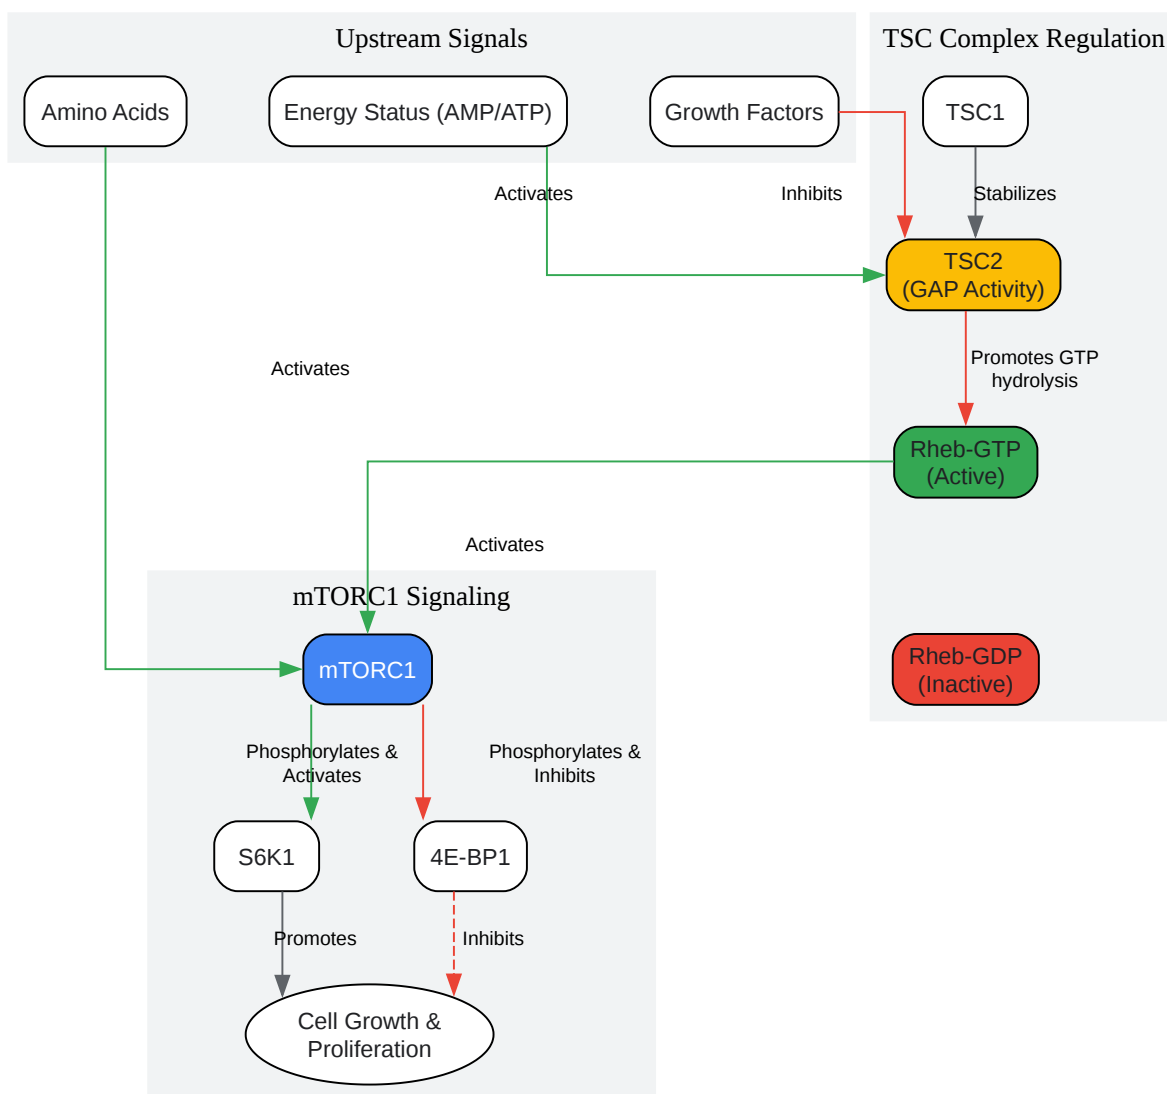 Upstream Signals
TSC Complex Regulation
Amino Acids
Energy Status (AMP/ATP)
Growth Factors
TSC1
Activates
Inhibits
Stabilizes
TSC2
(GAP Activity)
Activates
Promotes GTP
hydrolysis
Rheb-GTP
(Active)
Activates
mTORC1 Signaling
mTORC1
Rheb-GDP
(Inactive)
Phosphorylates &
Activates
Phosphorylates &
Inhibits
S6K1
4E-BP1
Promotes
Inhibits
Cell Growth &
Proliferation